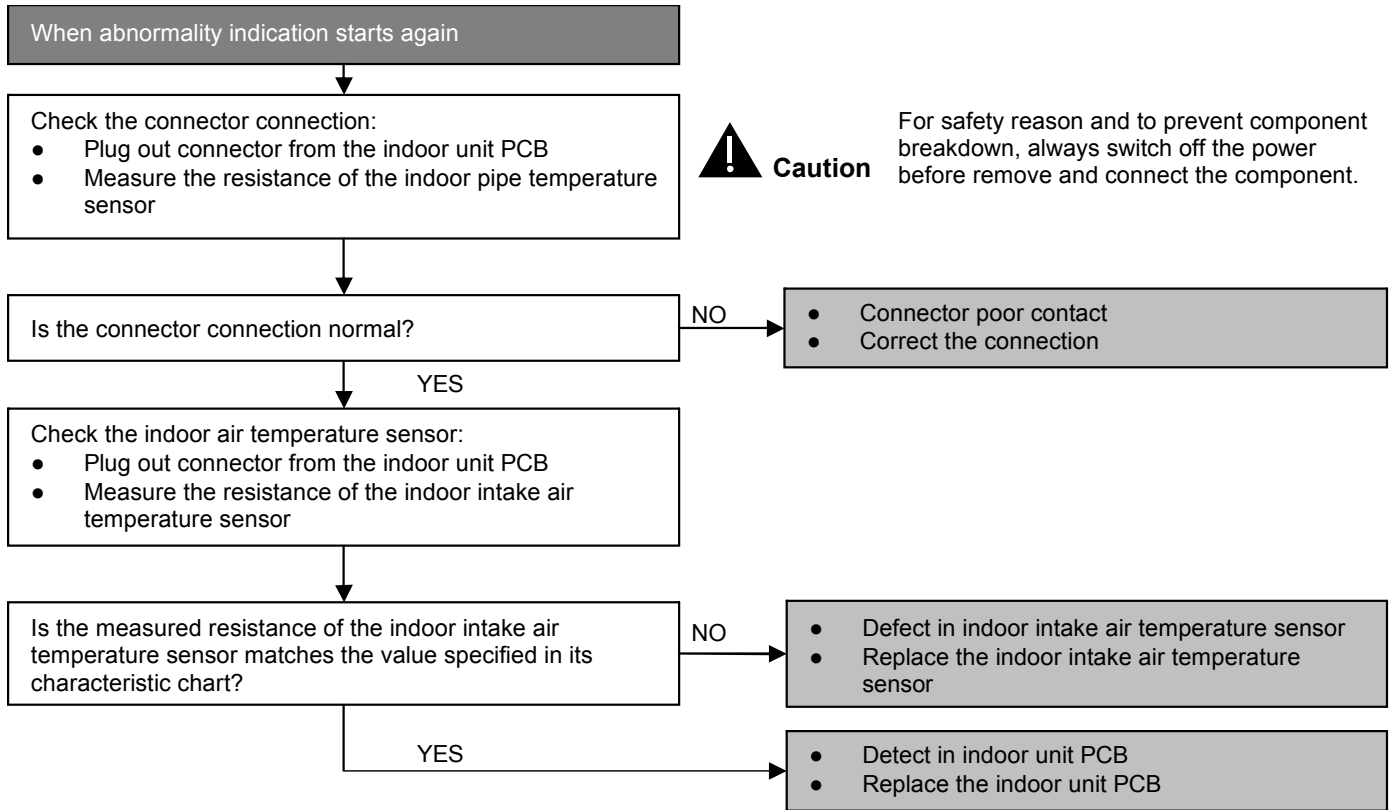 When abnormality indication starts again
Check the connector connection:
● Plug out connector from the indoor unit PCB
● Measure the resistance of the indoor pipe temperature
sensor
Caution
For safety reason and to prevent component
breakdown, always switch off the power
before remove and connect the component.
Is the connector connection normal?
NO
● Connector poor contact
● Correct the connection
YES
Check the indoor air temperature sensor:
● Plug out connector from the indoor unit PCB
● Measure the resistance of the indoor intake air
temperature sensor
Is the measured resistance of the indoor intake air
temperature sensor matches the value specified in its
characteristic chart?
NO
● Defect in indoor intake air temperature sensor
● Replace the indoor intake air temperature
sensor
YES
● Detect in indoor unit PCB
● Replace the indoor unit PCB